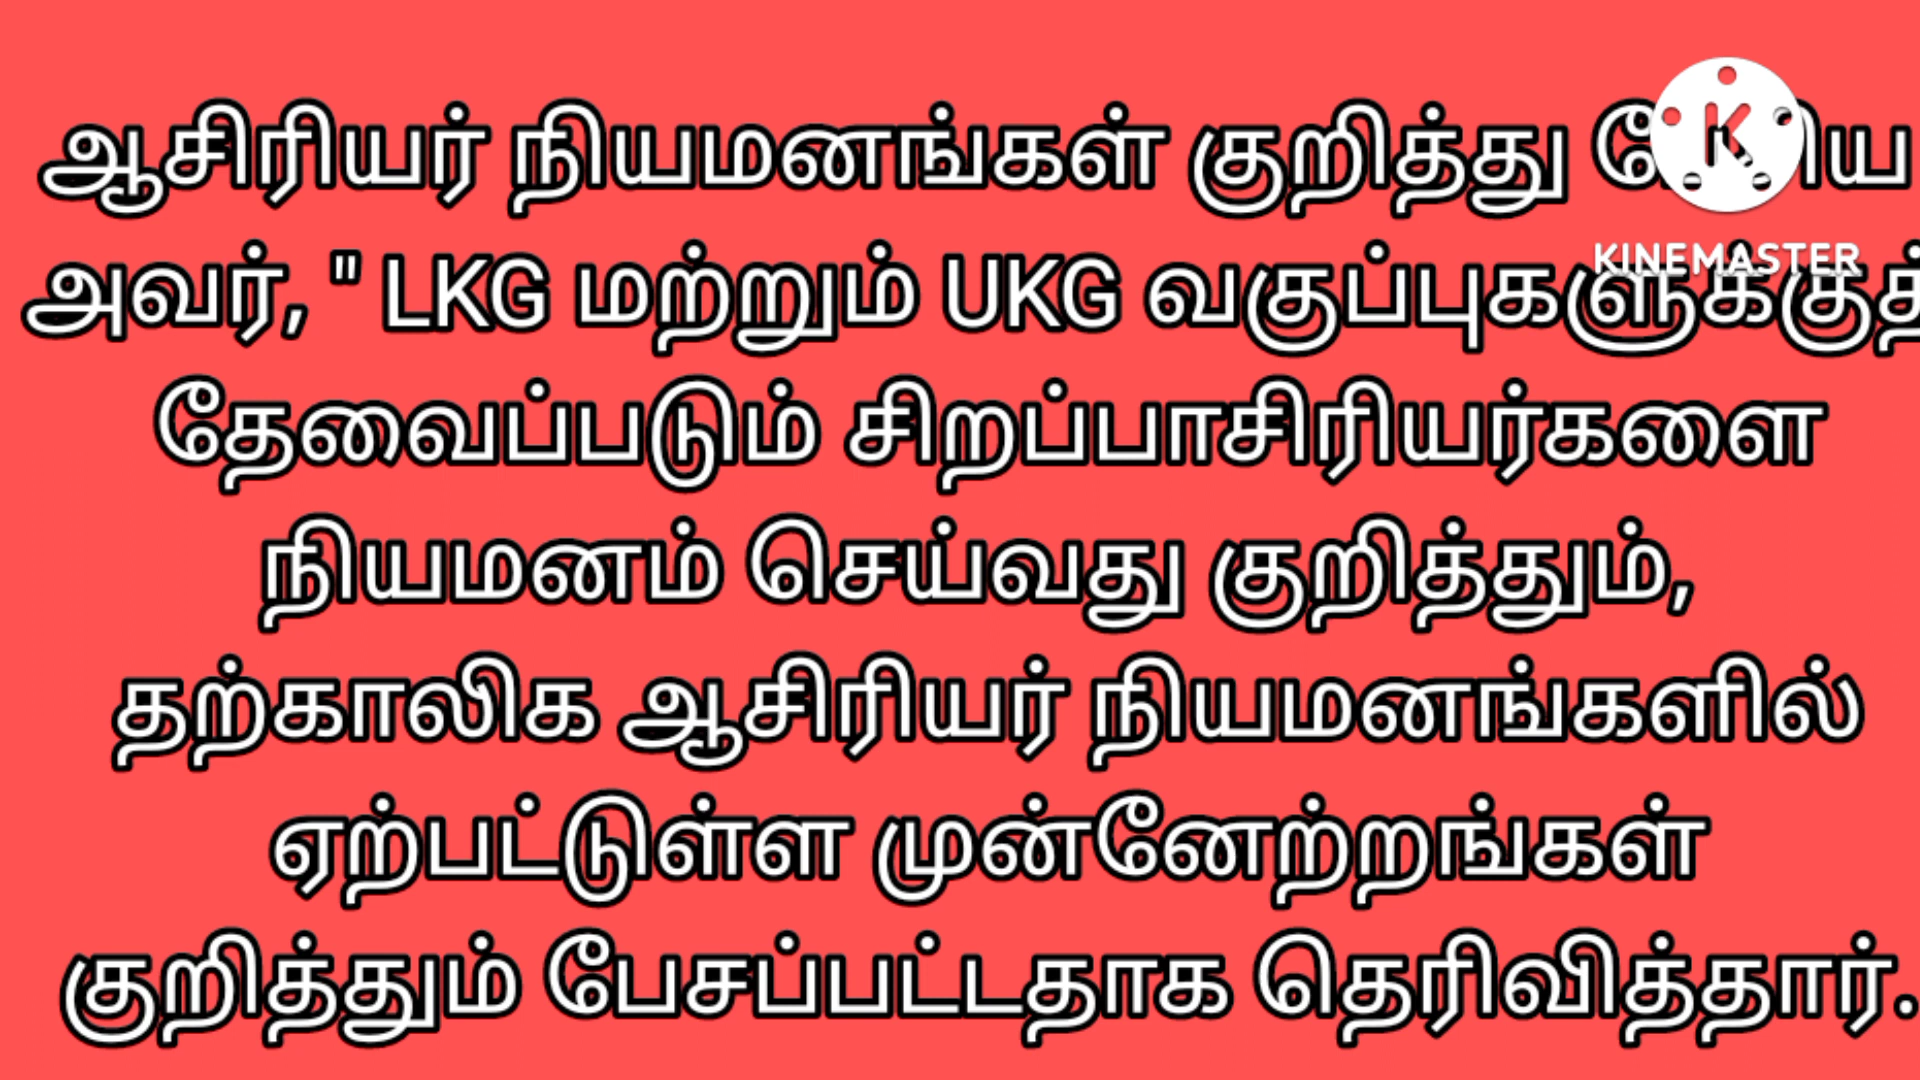 ஆசிரியர் நியமனங்கள் குறித்து
அவர், " LKG மற்றும் UKG வகுப்புகளுக்குத்
தேவைப்படும் சிறப்பாசிரியர்களை
நியமனம் செய்வது குறித்தும்,
தற்காலிக ஆசிரியர் நியமனங்களில்
ஏற்பட்டுள்ள முன்னேற்றங்கள்
குறித்தும் பேசப்பட்டதாக தெரிவித்தார்.
K
KINEMASTER